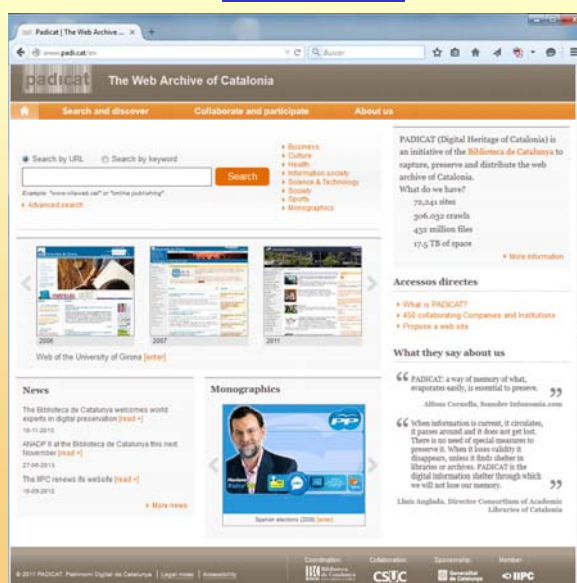 Padicat | The Web Archive ...
www.padi.cat/en
Buscar
padicat
The Web Archive of Catalonia
Search and discover
Collaborate and participate
About us
Search by URL
Search by keyword
Search
Example: "www.vilaweb.cat" or "online publishing"
Advanced search
Business
Culture
Health
Information society
Science & Technology
Society
Sports
Monographics
PADICAT (Digital Heritage of Catalonia) is
an initiative of the Biblioteca de Catalunya to
capture, preserve and distribute the web
archive of Catalonia.
What do we have?
72,241 sites
306.032 crawls
432 million files
17.5 TB of space
More information
2006
2007
2011
Web of the University of Girona [enter]
Accessos directes
What is PADICAT?
450 collaborating Companies and Institutions
Propose a web site
What they say about us
PADICAT: a way of memory of what,
evaporates easily, is essential to preserve.
Alfons Cornella, founder Infonomia.com
When information is current, it circulates,
it passes around and it does not get lost.
There is no need of special measures to
preserve it. When it loses validity it
disappears, unless it finds shelter in
libraries or archives. PADICAT is the
digital information shelter through which
we will not lose our memory.
Lluís Anglada, Director Consortium of Academic
Libraries of Catalonia
News
The Biblioteca de Catalunya welcomes world
experts in digital preservation [read +]
18-11-2013
ANADP II at the Biblioteca de Catalunya this next
November [read +]
27-08-2013
The IIPC renews its website [read +]
18-09-2012
More news
Monographics
PP
Mariano
Rajoy
Spanish elections (2008) [enter]
© 2011 PADICAT. Patrimoni Digital de Catalunya | Legal notes | Accessibility
Coordination:
Biblioteca
de Catalunya
Collaboration:
CSUC
Sponsorship:
Generalitat
de Catalunya
Member:
IIPC